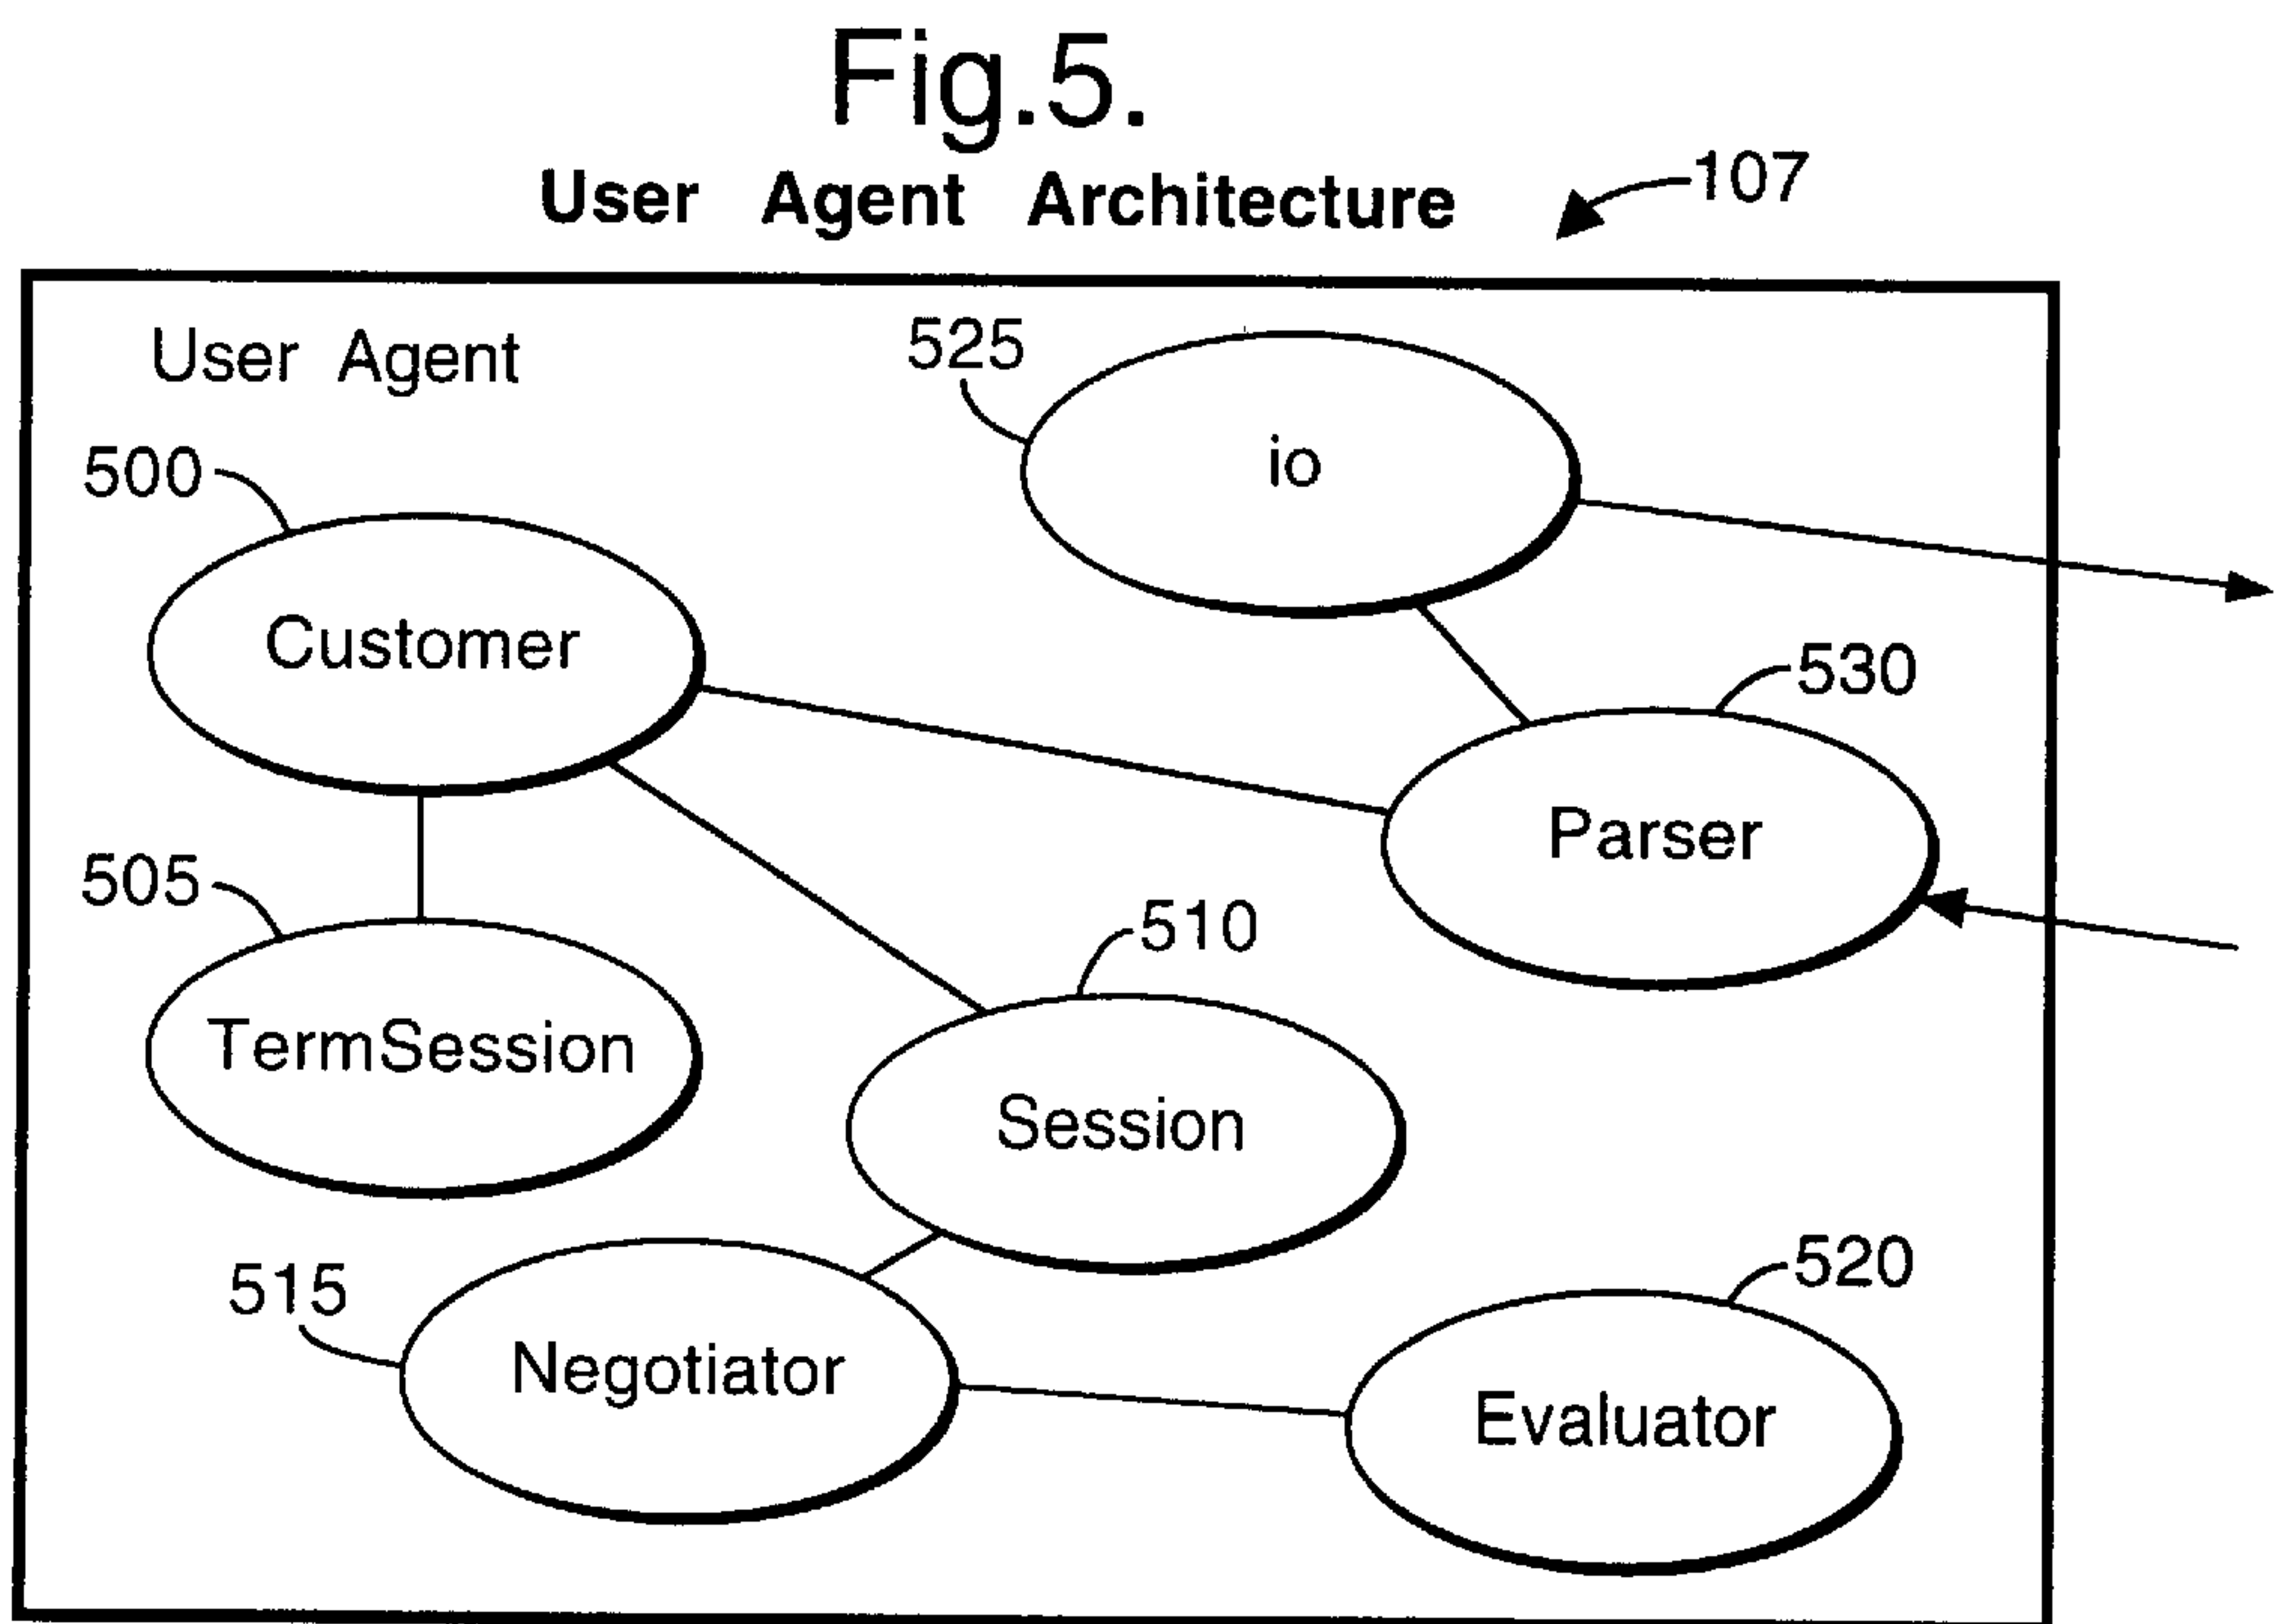 Fig.5.
User Agent Architecture
107
User Agent
525
io
500
Customer
530
Parser
505
TermSession
510
Session
515
Negotiator
520
Evaluator